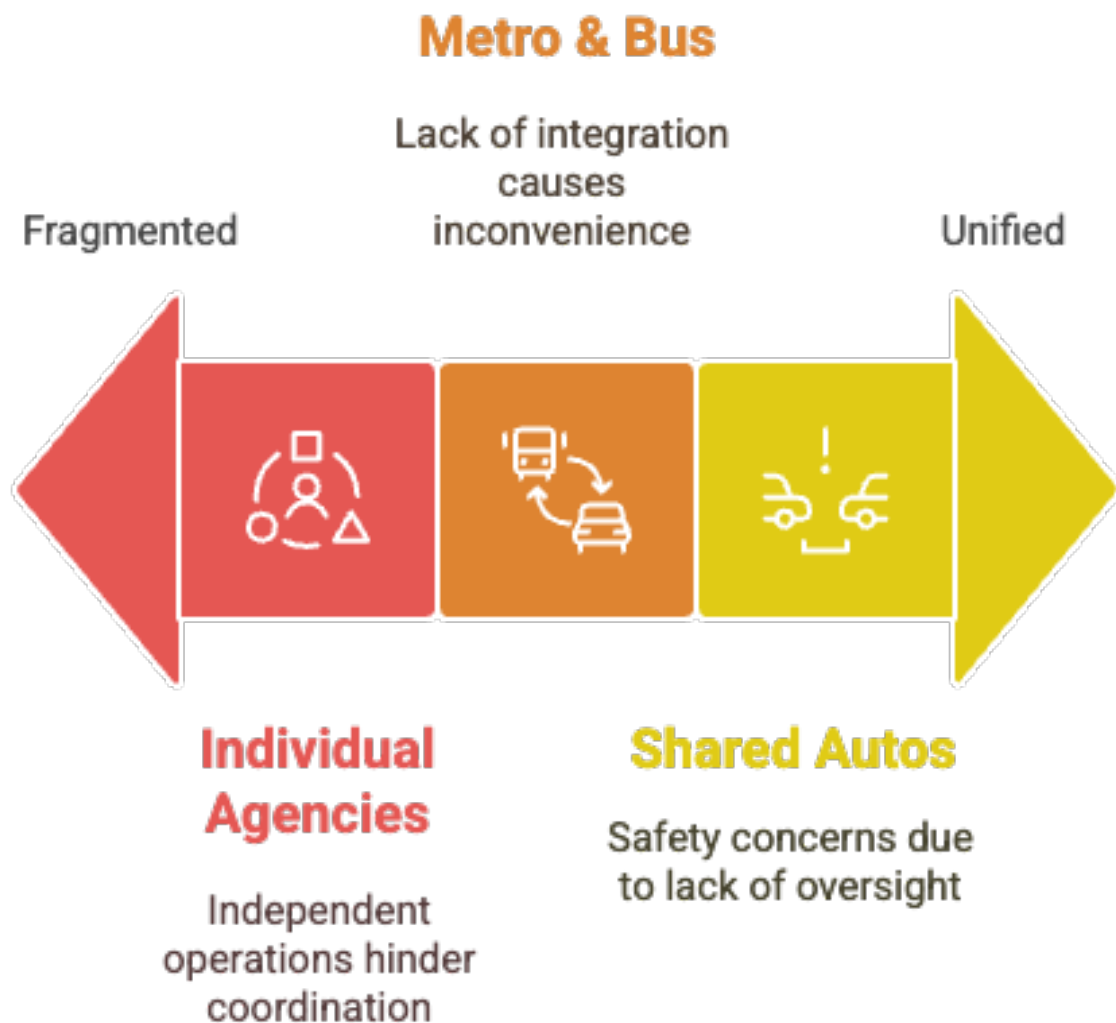 Metro & Bus
Lack of integration
causes
inconvenience
Fragmented
Unified
Individual
Agencies
Independent
operations hinder
coordination
Shared Autos
Safety concerns due
to lack of oversight